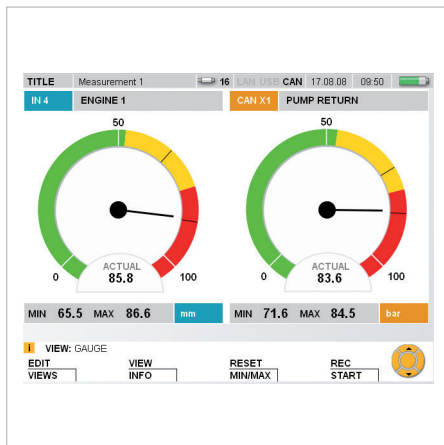 TITLE Measurement 1 16 LAN USB CAN 17.08.08 09:50
IN 4 ENGINE 1
CAN X1 PUMP RETURN
50
0
100
ACTUAL
85.8
50
0
100
ACTUAL
83.6
MIN 65.5 MAX 86.6 mm
MIN 71.6 MAX 84.5 bar
i VIEW: GAUGE
EDIT VIEW RESET REC
VIEWS INFO MIN/MAX START